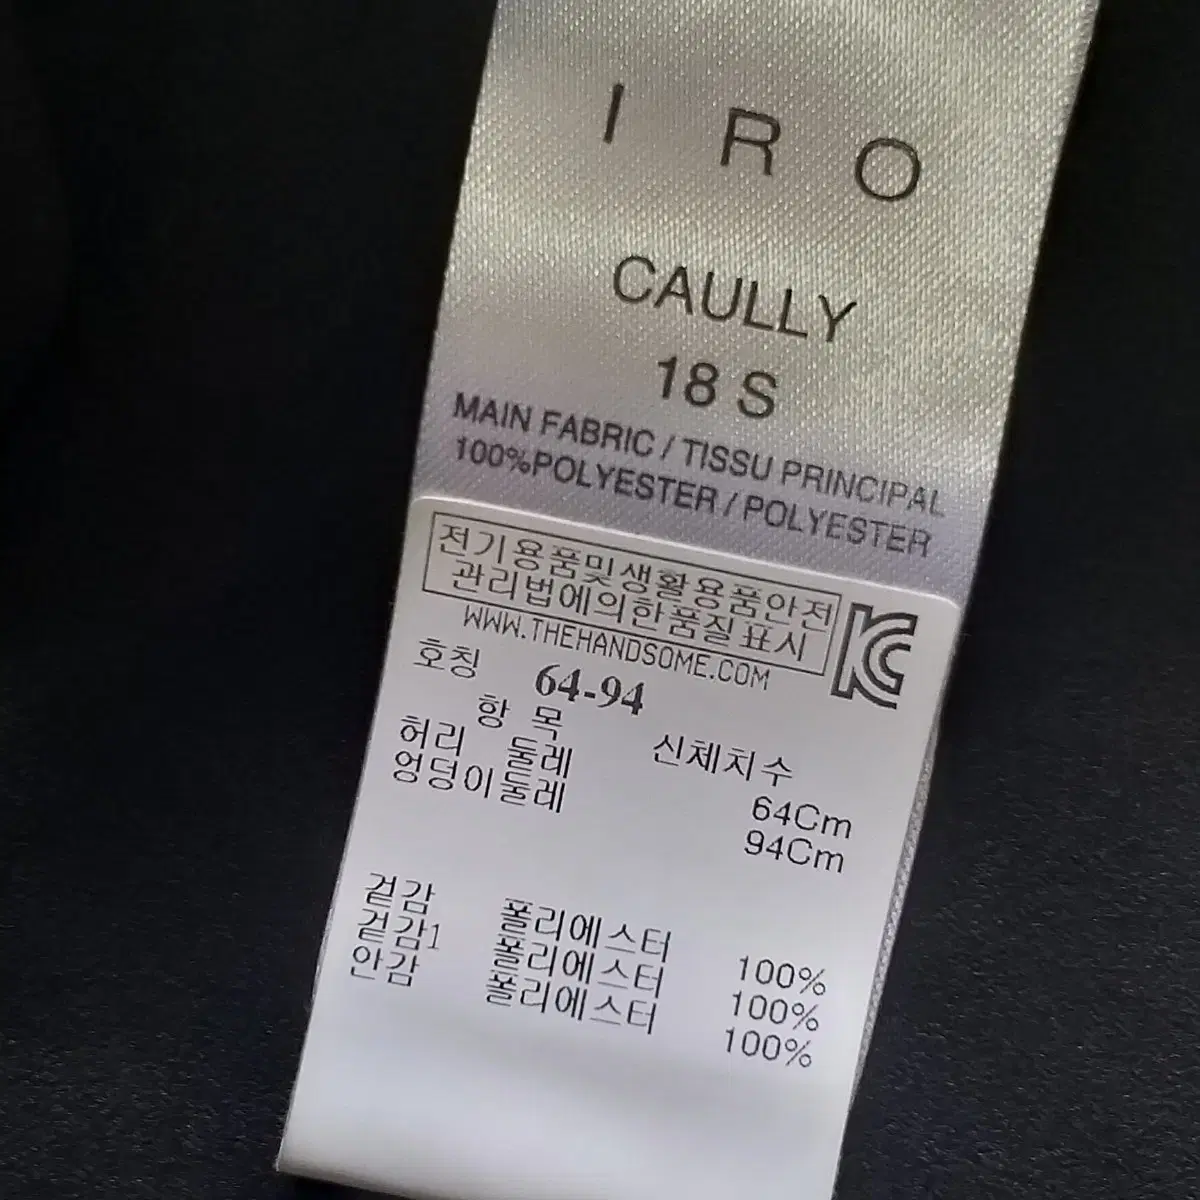 IRO
CAULLY
18 S
MAIN FABRIC / TISSU PRINCIPAL
100%POLYESTER / POLYESTER
전기용품및생활용품안전
관리법에의한품질표시
WWW.THEHANDSOME.COM
호칭 64-94
항 목 신체치수
허리 둘레 64Cm
엉덩이둘레 94Cm
겉감 폴리에스터 100%
겉감1 폴리에스터 100%
안감 폴리에스터 100%